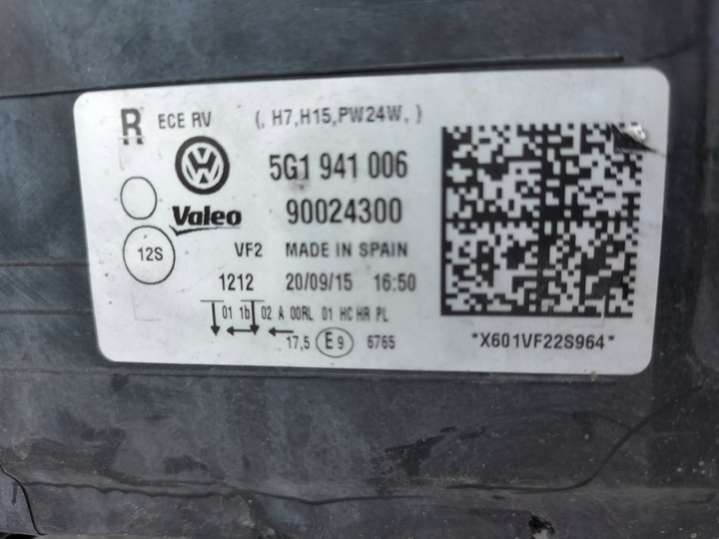 R ECE RV (, H7,H15,PW24W, )
5G1 941 006
Valeo 90024300
12S VF2 MADE IN SPAIN
1212 20/09/15 16:50
01 1b 02 A 00RL 01 HC HR PL
17,5 E9 6765
*X601VF22S964*